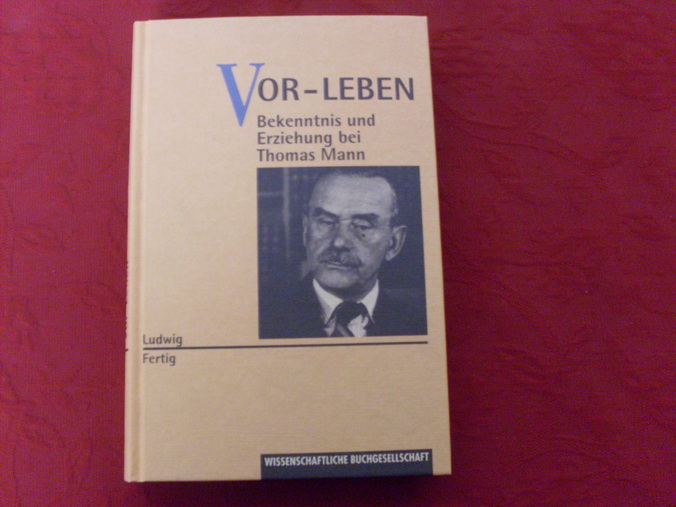 VOR-LEBEN
Bekenntnis und
Erziehung bei
Thomas Mann
Ludwig
Fertig
WISSENSCHAFTLICHE BUCHGESELLSCHAFT